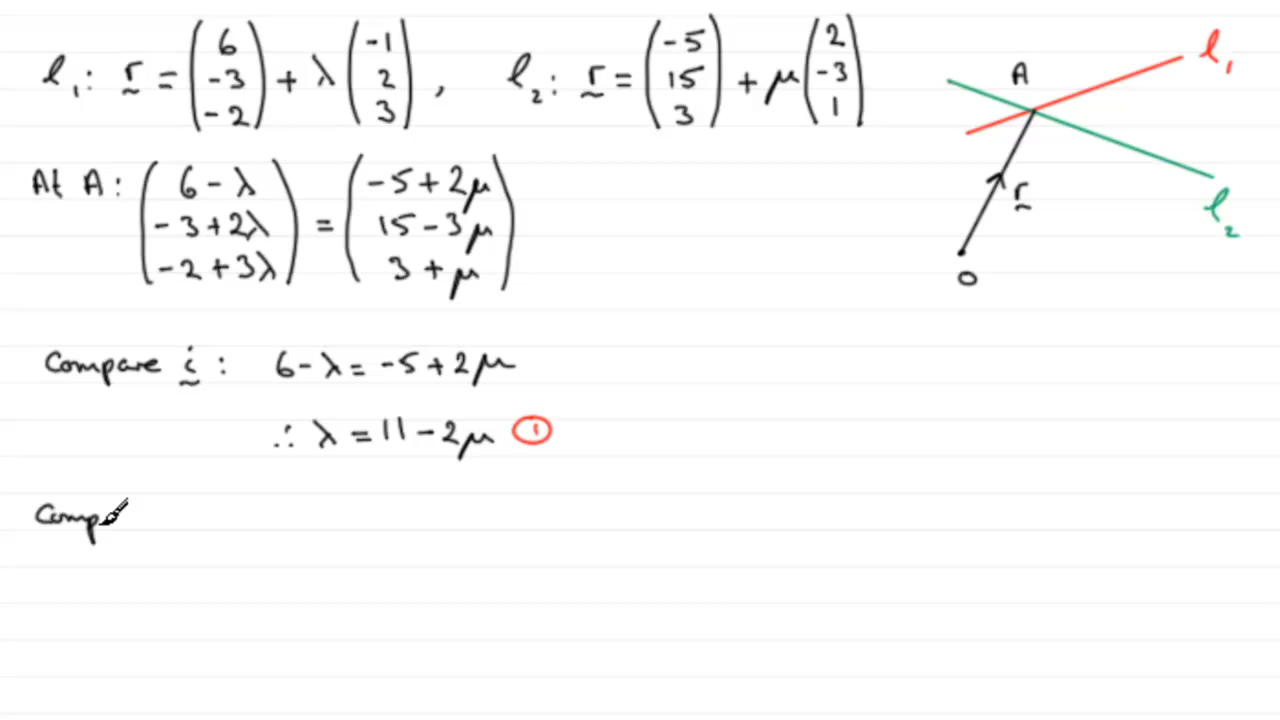 l₁: r = (6 -3 -2) + λ (-1 2 3), l₂: r = (-5 15 3) + μ (2 -3 1)
At A: (6 - λ -3 + 2λ -2 + 3λ) = (-5 + 2μ 15 - 3μ 3 + μ)
Compare i: 6 - λ = -5 + 2μ
∴ λ = 11 - 2μ ①
Comp
l₁
A
r
l₂
O